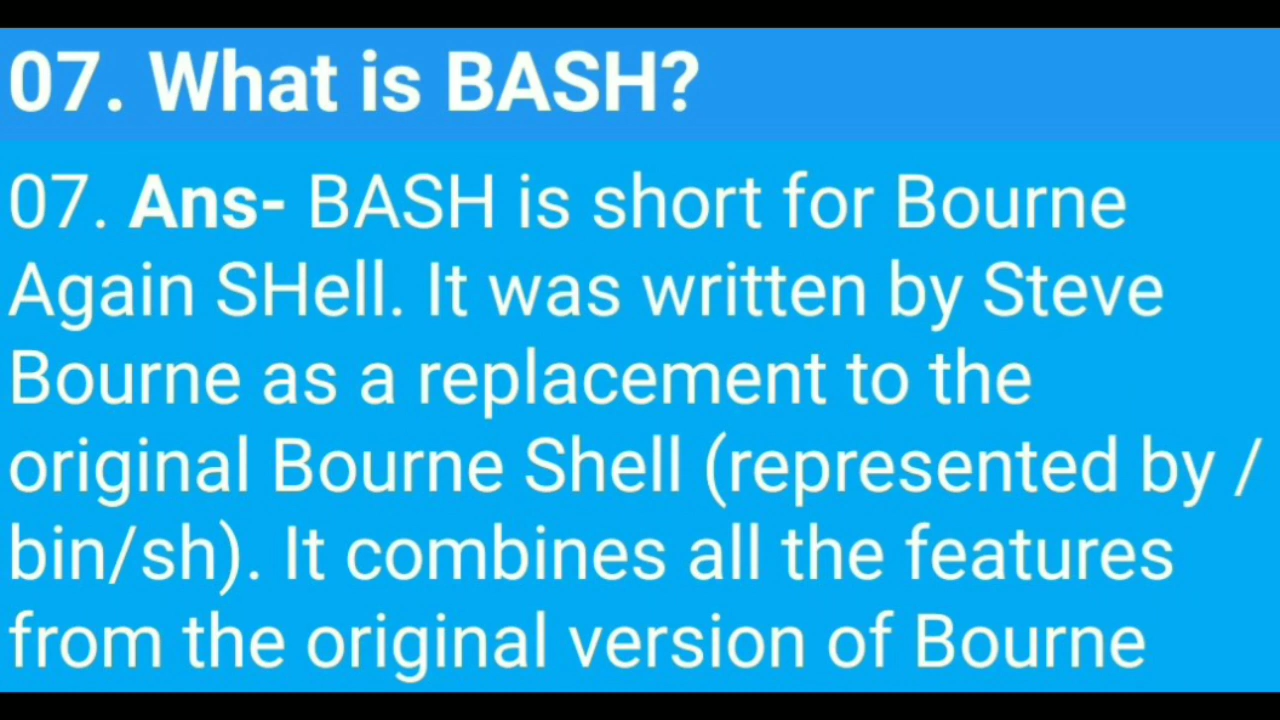 07. What is BASH?
07. Ans- BASH is short for Bourne
Again SHell. It was written by Steve
Bourne as a replacement to the
original Bourne Shell (represented by /
bin/sh). It combines all the features
from the original version of Bourne